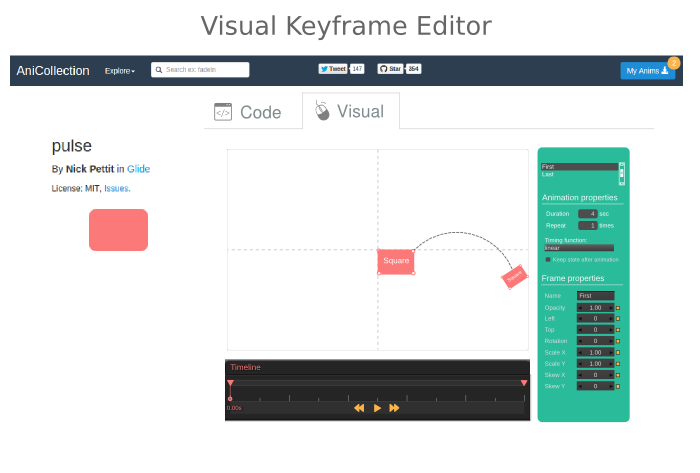 Visual Keyframe Editor
AniCollection Explore Search ex: fadeIn Tweet 147 Star 354 My Anims 2
Code Visual
pulse
By Nick Pettit in Glide
License: MIT, Issues.
Square
Square
First
Last
Animation properties
Duration 4 sec
Repeat 1 times
Timing function:
linear
Keep state after animation
Frame properties
Name First
Opacity 1.00
Left 0
Top 0
Rotation 0
Scale X 1.00
Scale Y 1.00
Skew X 0
Skew Y 0
Timeline
0.00s